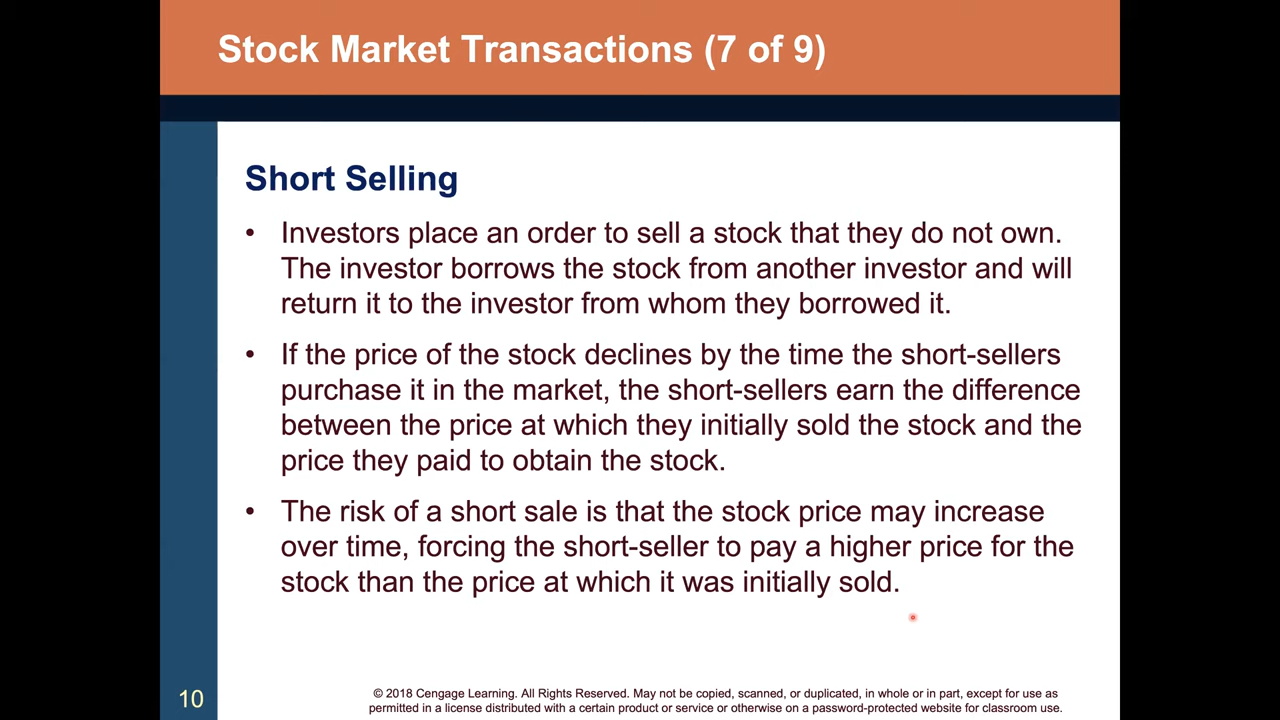 Stock Market Transactions (7 of 9)
Short Selling
• Investors place an order to sell a stock that they do not own.
The investor borrows the stock from another investor and will
return it to the investor from whom they borrowed it.
• If the price of the stock declines by the time the short-sellers
purchase it in the market, the short-sellers earn the difference
between the price at which they initially sold the stock and the
price they paid to obtain the stock.
• The risk of a short sale is that the stock price may increase
over time, forcing the short-seller to pay a higher price for the
stock than the price at which it was initially sold.
10
© 2018 Cengage Learning. All Rights Reserved. May not be copied, scanned, or duplicated, in whole or in part, except for use as
permitted in a license distributed with a certain product or service or otherwise on a password-protected website for classroom use.